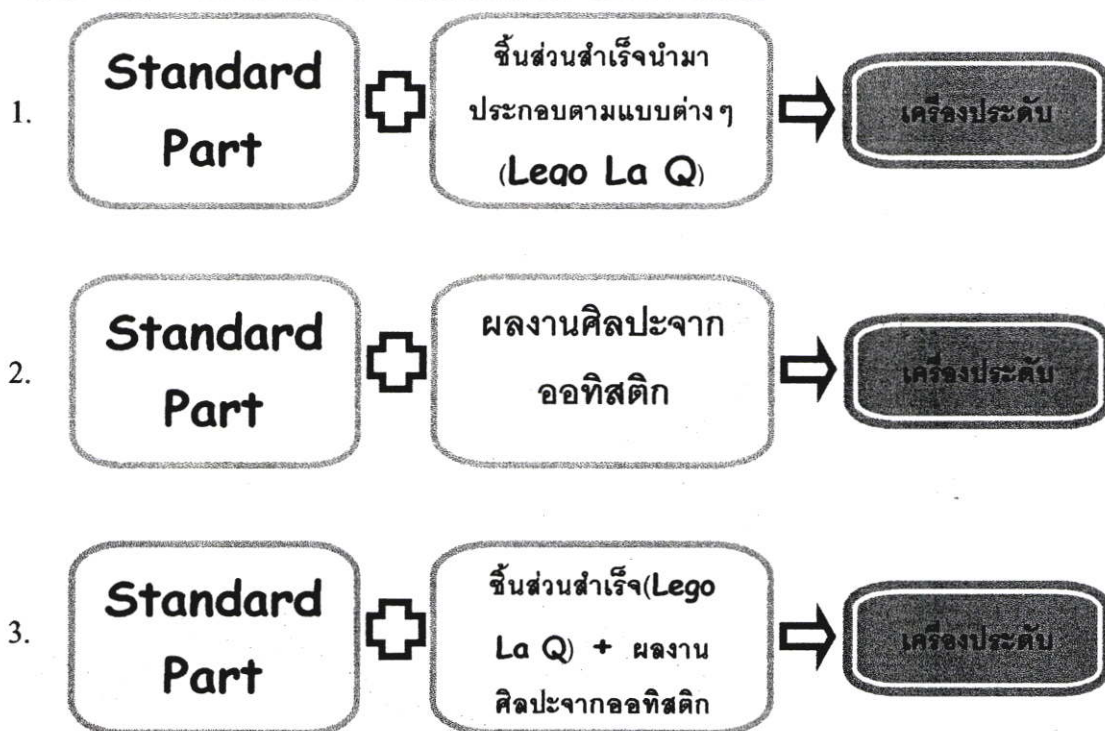 1.
Standard
Part
ชิ้นส่วนสำเร็จนำมา
ประกอบตามแบบต่างๆ
(Lego La Q)
เครื่องประดับ
2.
Standard
Part
ผลงานศิลปะจาก
ออทิสติก
เครื่องประดับ
3.
Standard
Part
ชิ้นส่วนสำเร็จ(Lego
La Q) + ผลงาน
ศิลปะจากออทิสติก
เครื่องประดับ